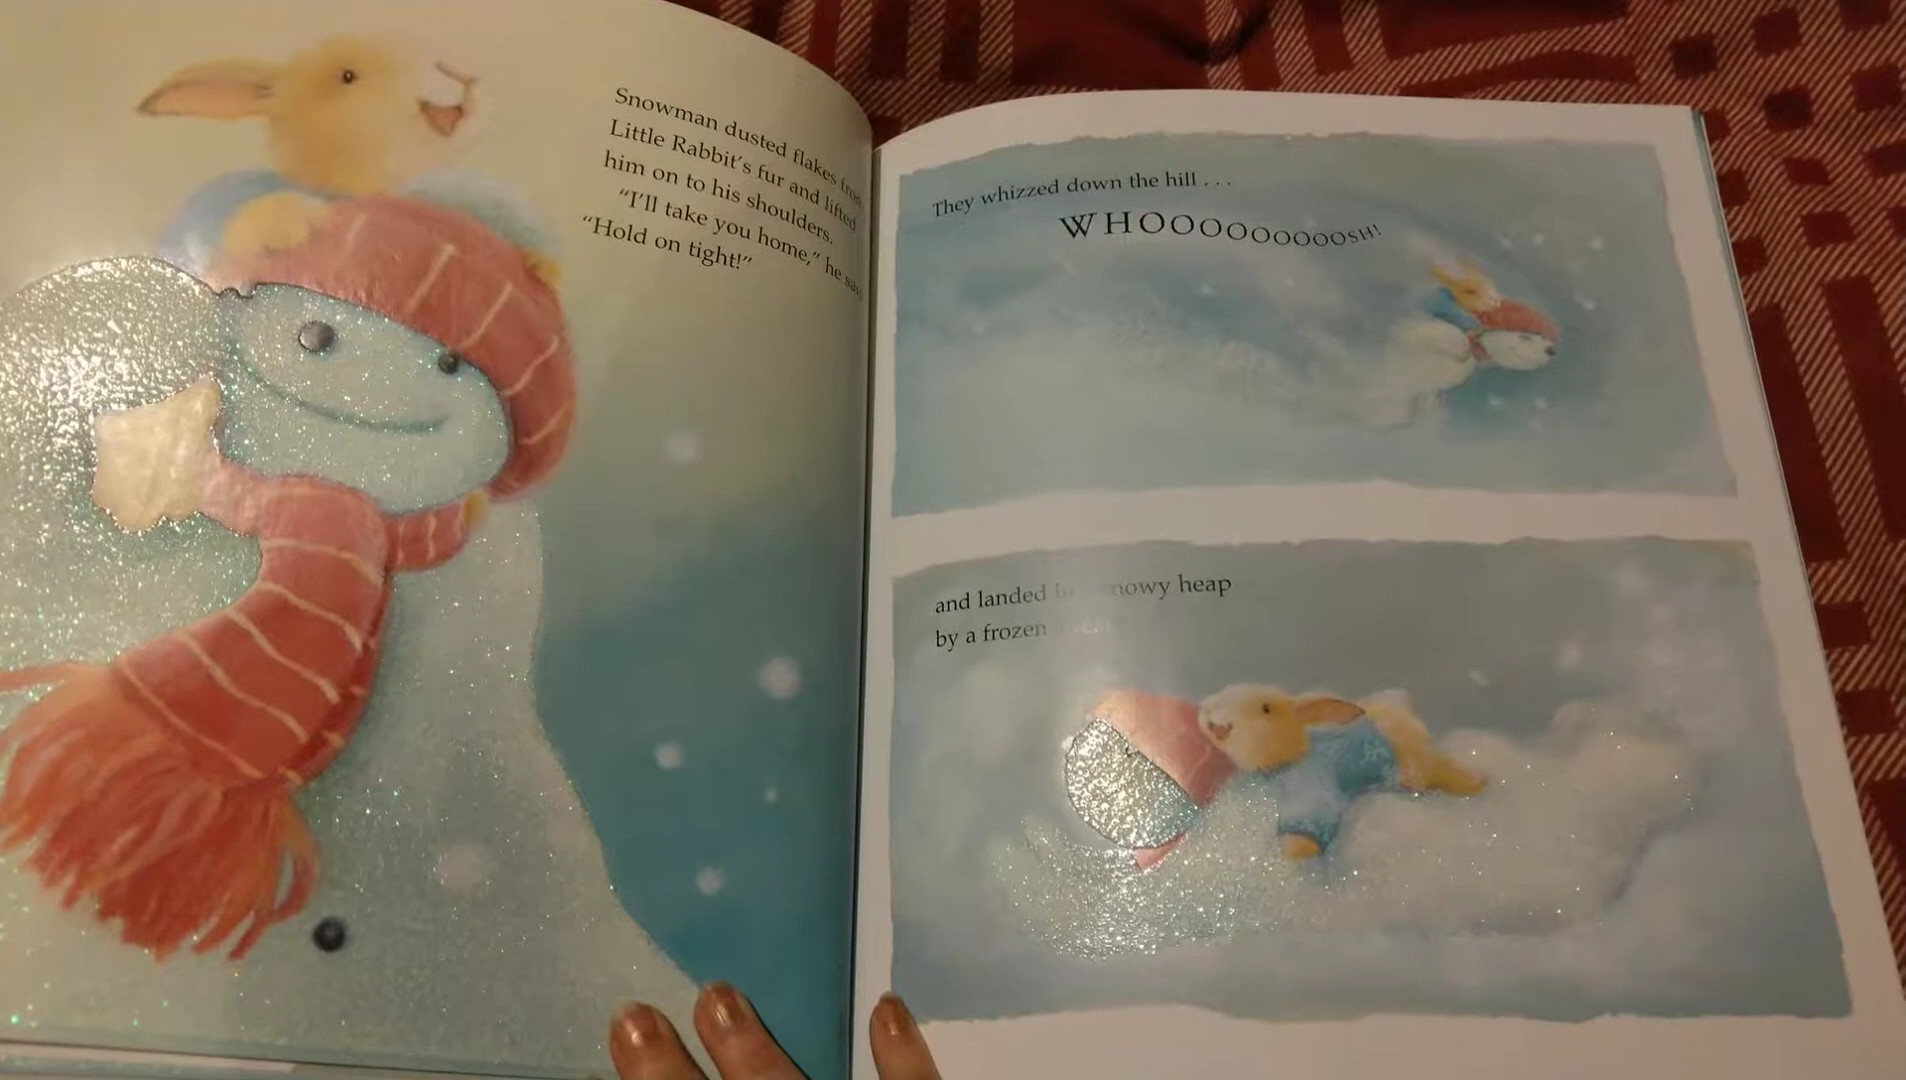 Snowman dusted flakes from
Little Rabbit's fur and lifted
him on to his shoulders.
"I'll take you home," he
"Hold on tight!"
They whizzed down the hill . . .
WHOOOOOOOOOOSH!
and landed heap
by a frozen